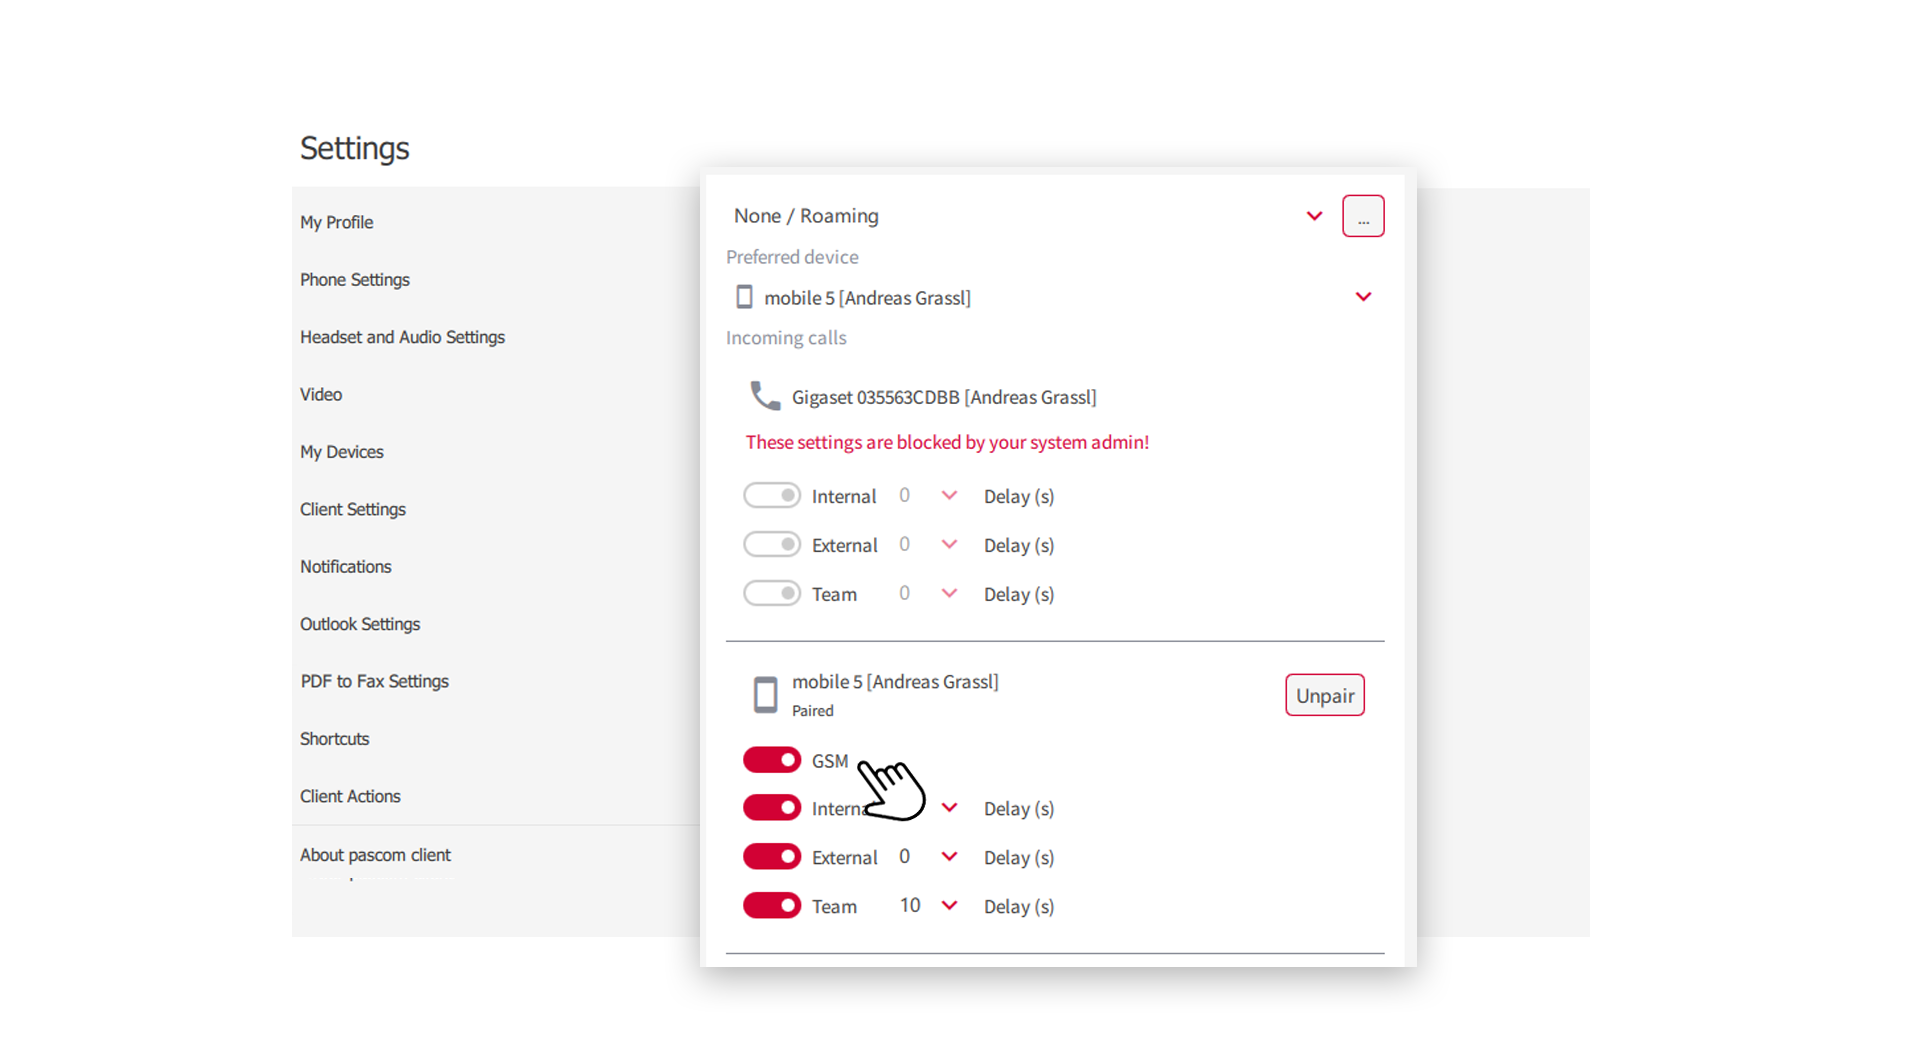 Settings
My Profile
Phone Settings
Headset and Audio Settings
Video
My Devices
Client Settings
Notifications
Outlook Settings
PDF to Fax Settings
Shortcuts
Client Actions
About pascom client
None / Roaming
...
Preferred device
mobile 5 [Andreas Grassl]
Incoming calls
Gigaset 035563CDBB [Andreas Grassl]
These settings are blocked by your system admin!
Internal 0 Delay (s)
External 0 Delay (s)
Team 0 Delay (s)
mobile 5 [Andreas Grassl]
Paired
Unpair
GSM
Interna Delay (s)
External 0 Delay (s)
Team 10 Delay (s)